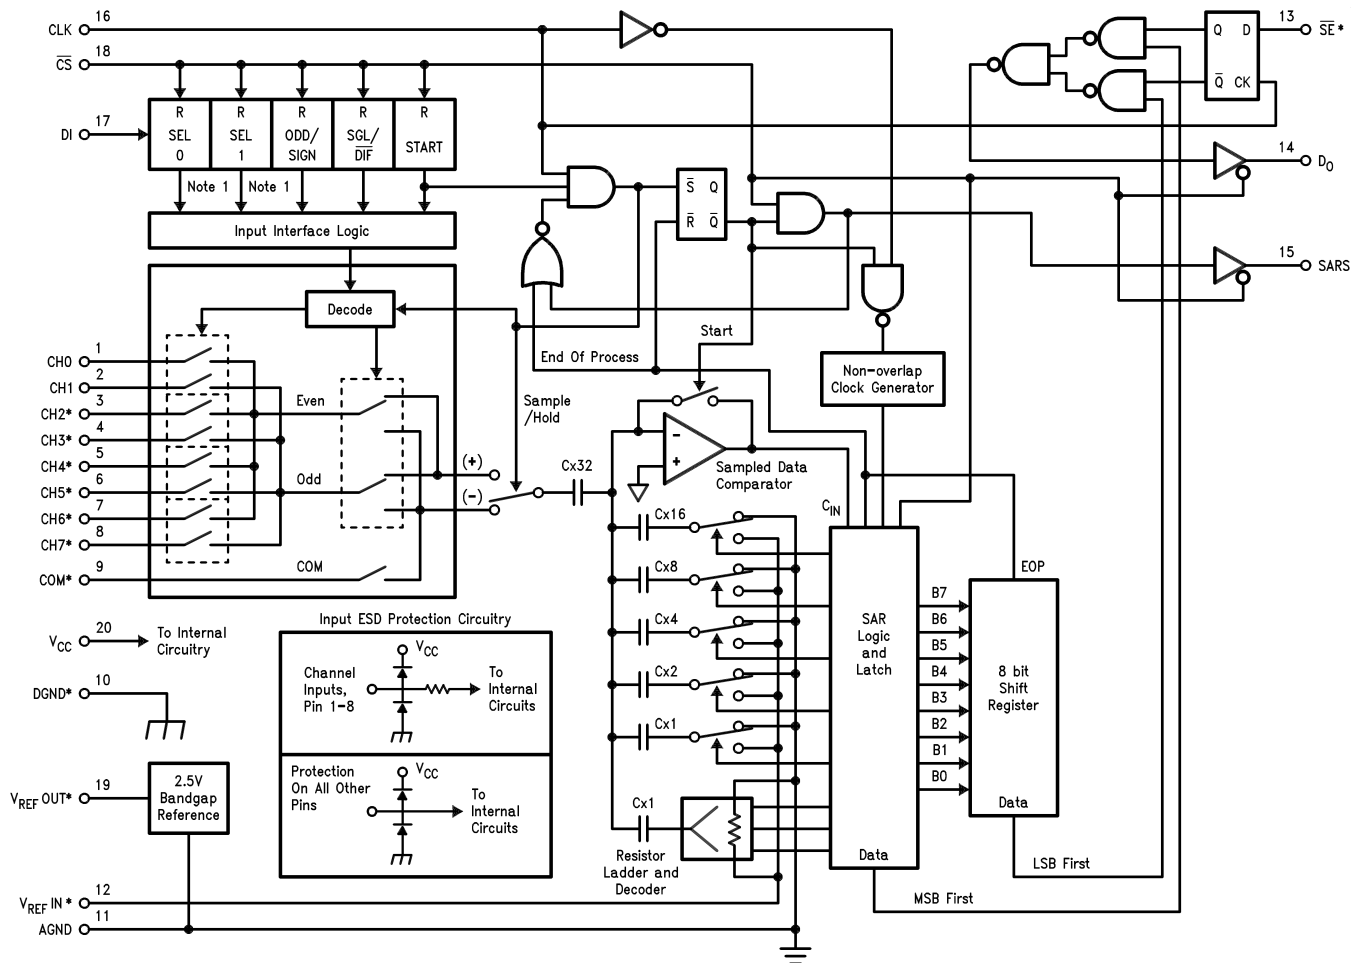 CLK 16
CS 18
DI 17
R R R R R
SEL 0
SEL 1
ODD/ SIGN
SGL/ DIF
START
Note 1 Note 1
Input Interface Logic
Decode
CH0 1
CH1 2
CH2* 3
CH3* 4
CH4* 5
CH5* 6
CH6* 7
CH7* 8
COM* 9
Even
Odd
COM
(+)
(-)
Sample
/Hold
End Of Process
S Q
R Q
Start
Cx32
-
+
Sampled Data
Comparator
Non-overlap
Clock Generator
Q D
Q CK
13 SE*
14 DO
15 SARS
CIN
Cx16
Cx8
Cx4
Cx2
Cx1
Cx1
Resistor
Ladder and
Decoder
SAR
Logic
and
Latch
Data
EOP
B7
B6
B5
B4
B3
B2
B1
B0
8 bit
Shift
Register
Data
LSB First
MSB First
VCC 20
To Internal
Circuitry
DGND* 10
VREF OUT* 19
2.5V
Bandgap
Reference
VREF IN * 12
AGND 11
Input ESD Protection Circuitry
VCC
Channel
Inputs,
Pin 1-8
To
Internal
Circuits
VCC
Protection
On All Other
Pins
To
Internal
Circuits